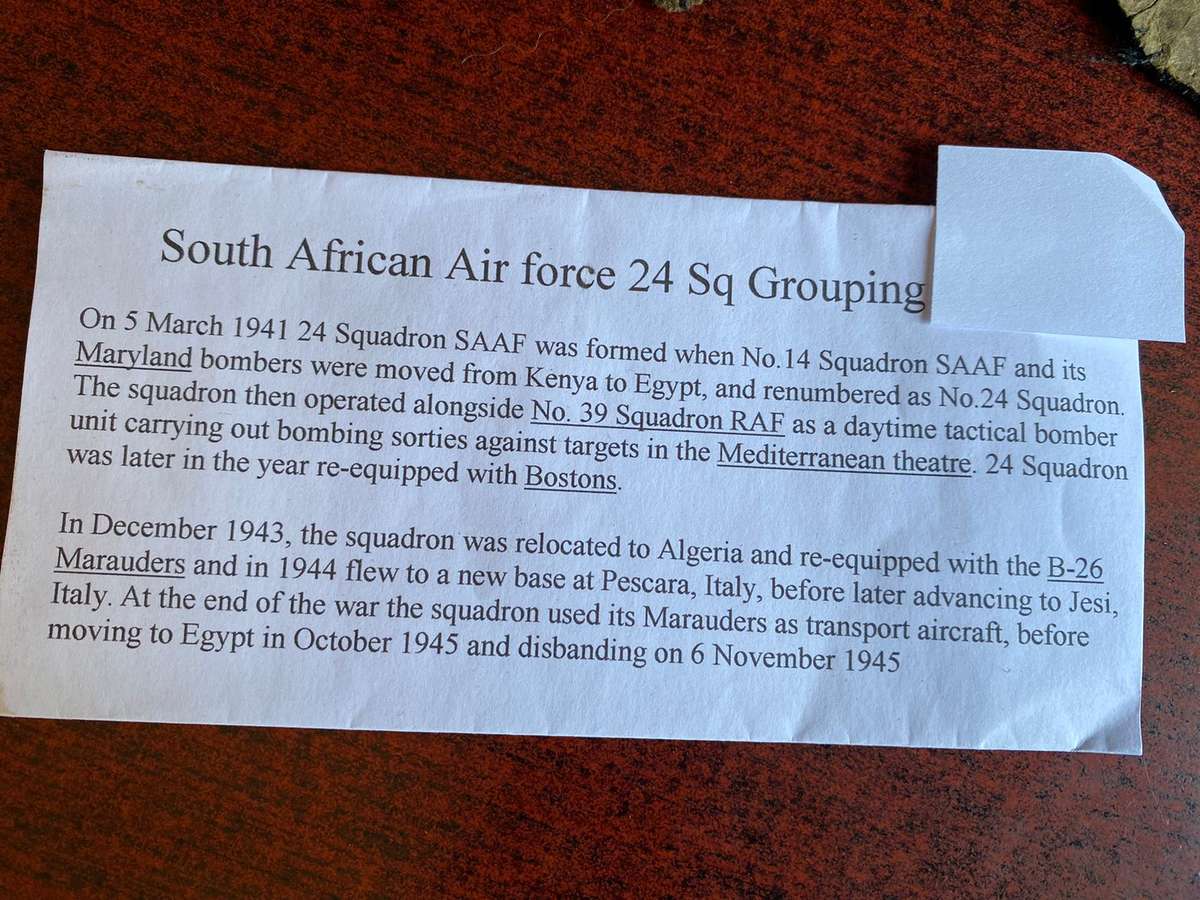 South African Air force 24 Sq Grouping
On 5 March 1941 24 Squadron SAAF was formed when No.14 Squadron SAAF and its
Maryland bombers were moved from Kenya to Egypt, and renumbered as No.24 Squadron.
The squadron then operated alongside No. 39 Squadron RAF as a daytime tactical bomber
unit carrying out bombing sorties against targets in the Mediterranean theatre. 24 Squadron
was later in the year re-equipped with Bostons.
In December 1943, the squadron was relocated to Algeria and re-equipped with the B-26
Marauders and in 1944 flew to a new base at Pescara, Italy, before later advancing to Jesi,
Italy. At the end of the war the squadron used its Marauders as transport aircraft, before
moving to Egypt in October 1945 and disbanding on 6 November 1945